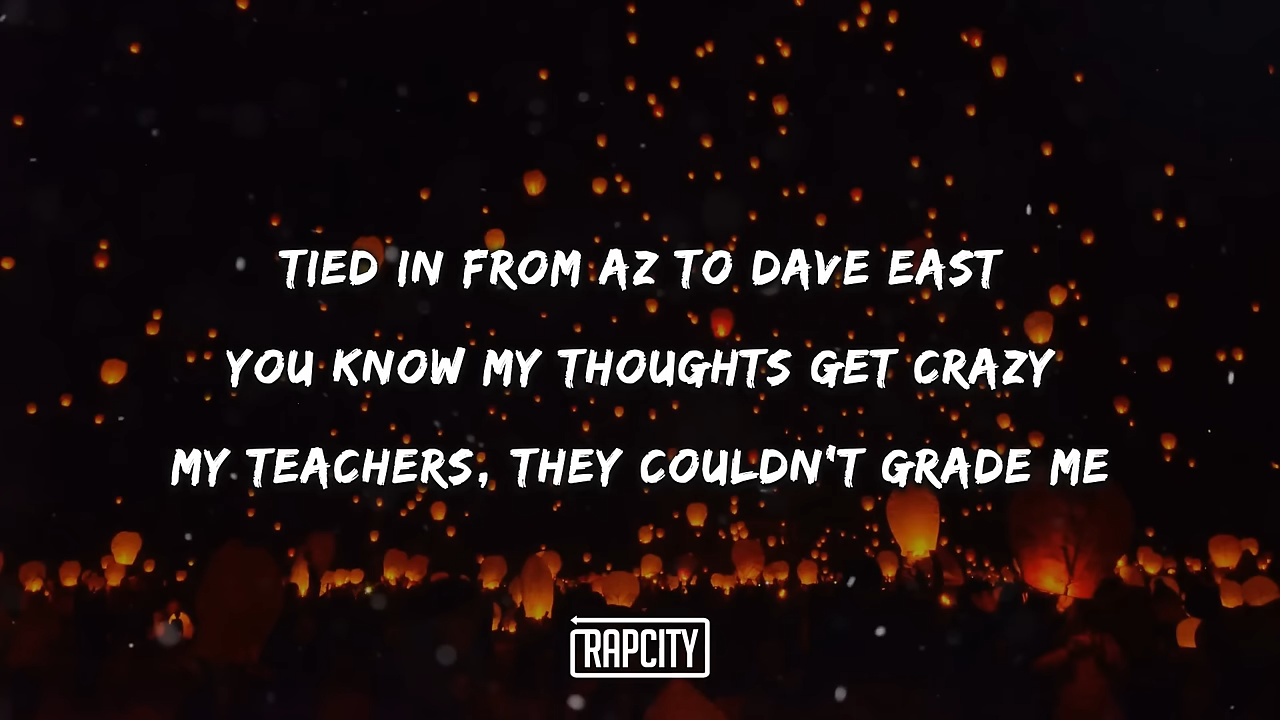 TIED IN FROM AZ TO DAVE EAST
YOU KNOW MY THOUGHTS GET CRAZY
MY TEACHERS, THEY COULDN'T GRADE ME
RAPCITY